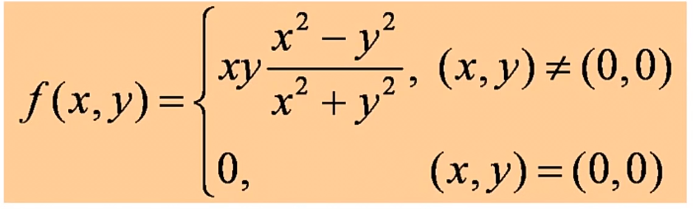 f(x, y) = { xy (x² − y²)/(x² + y²), (x, y) ≠ (0,0)
0, (x, y) = (0,0)